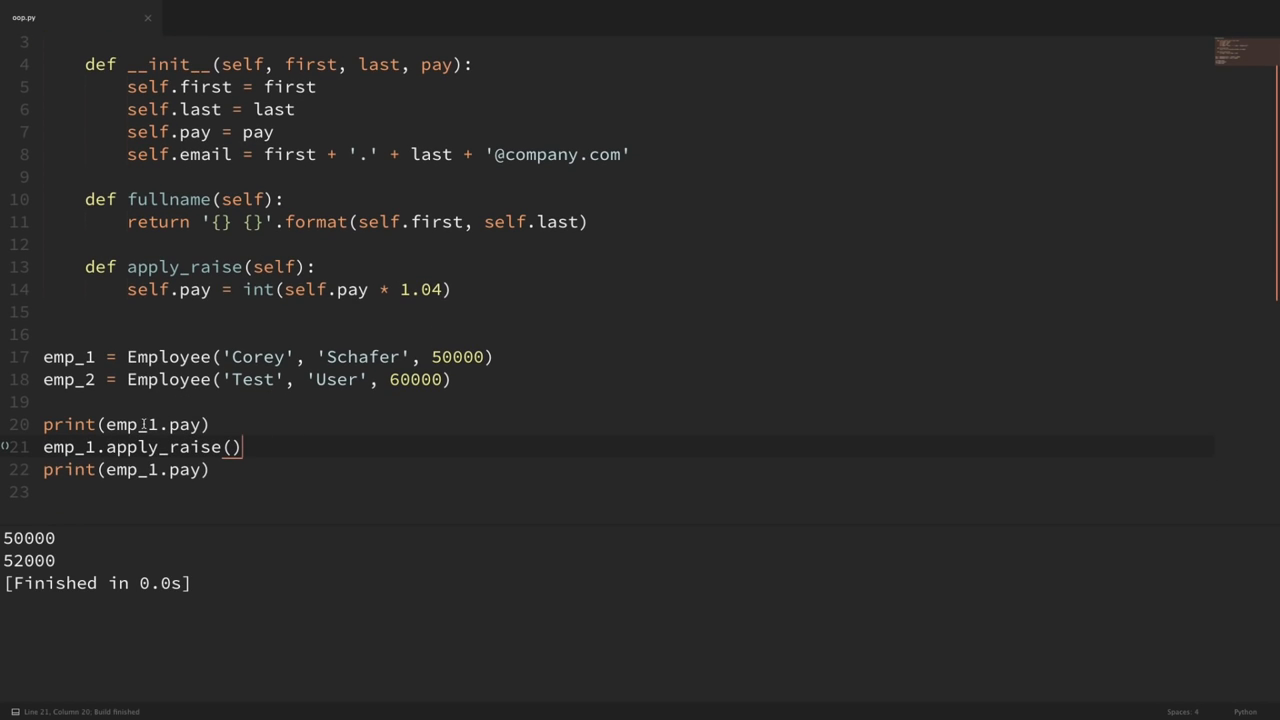 oop.py ×
3
4 def __init__(self, first, last, pay):
5 self.first = first
6 self.last = last
7 self.pay = pay
8 self.email = first + '.' + last + '@company.com'
9
10 def fullname(self):
11 return '{} {}'.format(self.first, self.last)
12
13 def apply_raise(self):
14 self.pay = int(self.pay * 1.04)
15
16
17 emp_1 = Employee('Corey', 'Schafer', 50000)
18 emp_2 = Employee('Test', 'User', 60000)
19
20 print(emp_1.pay)
()21 emp_1.apply_raise()
22 print(emp_1.pay)
23
50000
52000
[Finished in 0.0s]
Line 21, Column 20; Build finished Spaces: 4 Python